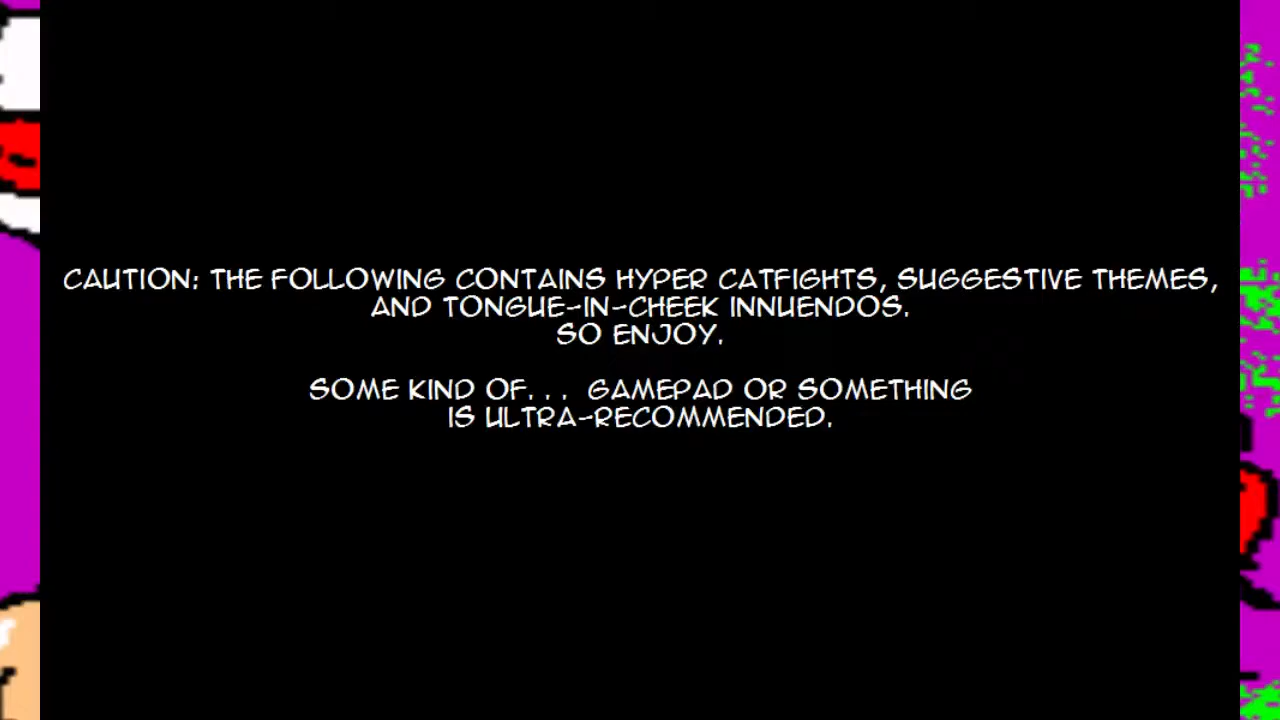 CAUTION: THE FOLLOWING CONTAINS HYPER CATFIGHTS, SUGGESTIVE THEMES,
AND TONGUE-IN-CHEEK INNUENDOS.
SO ENJOY.
SOME KIND OF. . .  GAMEPAD OR SOMETHING
IS ULTRA-RECOMMENDED.